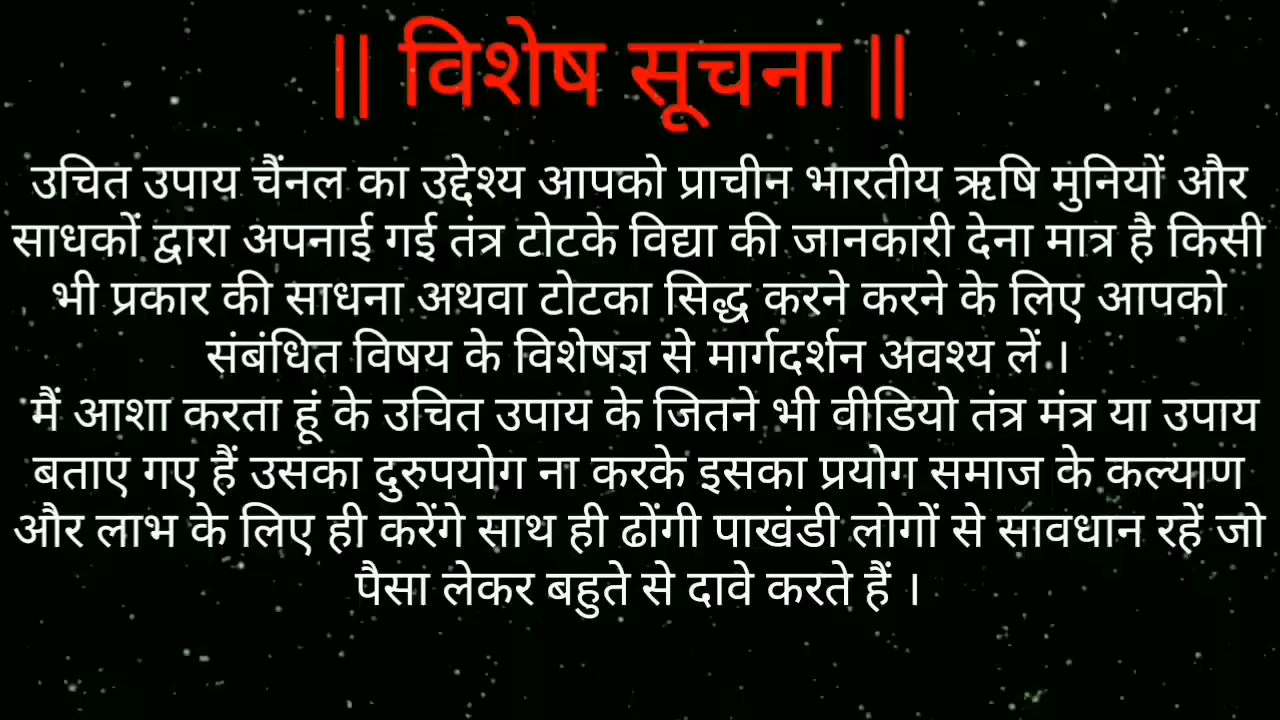 || विशेष सूचना ||
उचित उपाय चैंनल का उद्देश्य आपको प्राचीन भारतीय ऋषि मुनियों और
साधकों द्वारा अपनाई गई तंत्र टोटके विद्या की जानकारी देना मात्र है किसी
भी प्रकार की साधना अथवा टोटका सिद्ध करने करने के लिए आपको
संबंधित विषय के विशेषज्ञ से मार्गदर्शन अवश्य लें ।
मैं आशा करता हूं के उचित उपाय के जितने भी वीडियो तंत्र मंत्र या उपाय
बताए गए हैं उसका दुरुपयोग ना करके इसका प्रयोग समाज के कल्याण
और लाभ के लिए ही करेंगे साथ ही ढोंगी पाखंडी लोगों से सावधान रहें जो
पैसा लेकर बहुते से दावे करते हैं ।